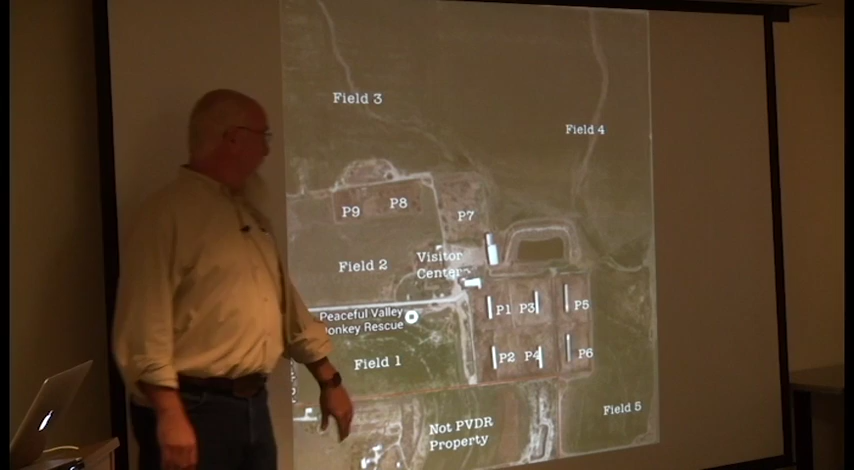 Field 3
Field 4
P9
P8
P7
Field 2
Visitor
Center
P1
P3
P5
Peaceful Valley
Donkey Rescue
Field 1
P2
P4
P6
Field 5
Not PVDR
Property